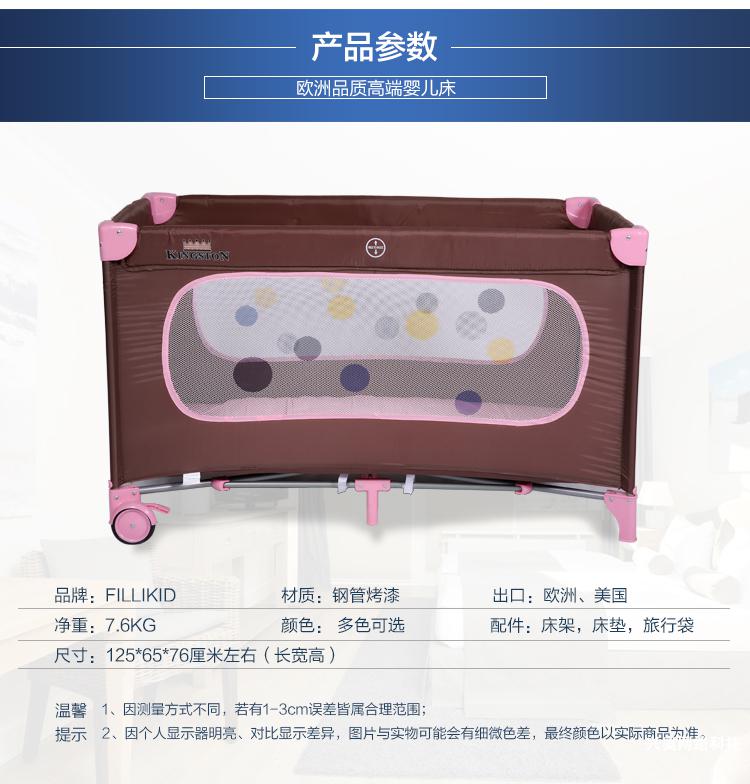 产品参数
欧洲品质高端婴儿床
KINGSTON
品牌：FILLIKID 材质：钢管烤漆 出口：欧洲、美国
净重：7.6KG 颜色： 多色可选 配件：床架，床垫，旅行袋
尺寸：125*65*76厘米左右（长宽高）
温馨 1、因测量方式不同，若有1-3cm误差皆属合理范围；
提示 2、因个人显示器明亮、对比显示差异，图片与实物可能会有细微色差，最终颜色以实际商品为准。